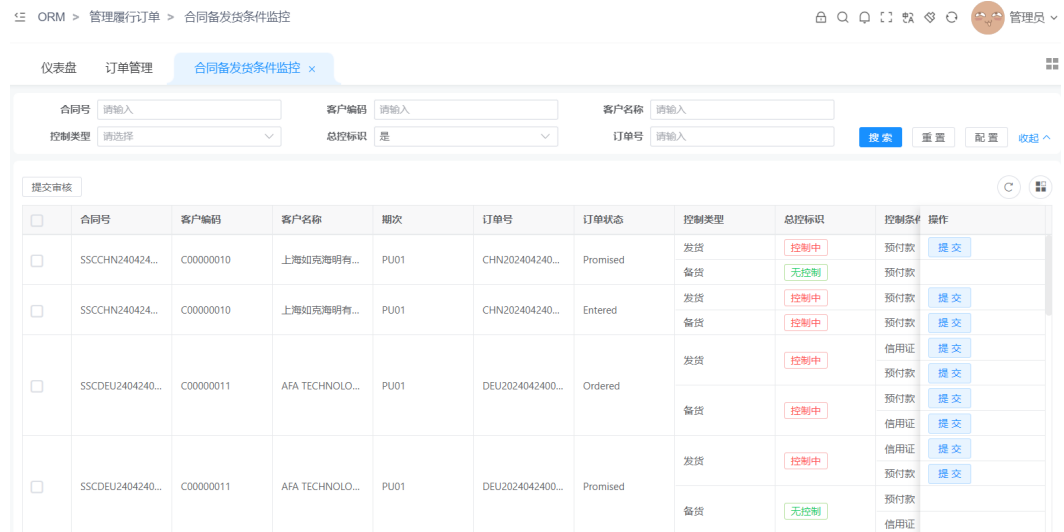 ORM > 管理履行订单 > 合同备发货条件监控 管理员
仪表盘 订单管理 合同备发货条件监控 ×
合同号 请输入 客户编码 请输入 客户名称 请输入
控制类型 请选择 总控标识 是 订单号 请输入 搜索 重置 配置 收起
提交审核
合同号 客户编码 客户名称 期次 订单号 订单状态 控制类型 总控标识 控制条件 操作
发货 控制中 预付款 提交
SSCCHN240424... C00000010 上海如克海明有... PU01 CHN202404240... Promised
备货 无控制 预付款
发货 控制中 预付款 提交
SSCCHN240424... C00000010 上海如克海明有... PU01 CHN202404240... Entered
备货 控制中 预付款 提交
信用证 提交
发货 控制中
预付款 提交
SSCDEU2404240... C00000011 AFA TECHNOLO... PU01 DEU2024042400... Ordered
预付款 提交
备货 控制中
信用证 提交
信用证 提交
发货 控制中
预付款 提交
SSCDEU2404240... C00000011 AFA TECHNOLO... PU01 DEU2024042400... Promised
预付款
备货 无控制
信用证